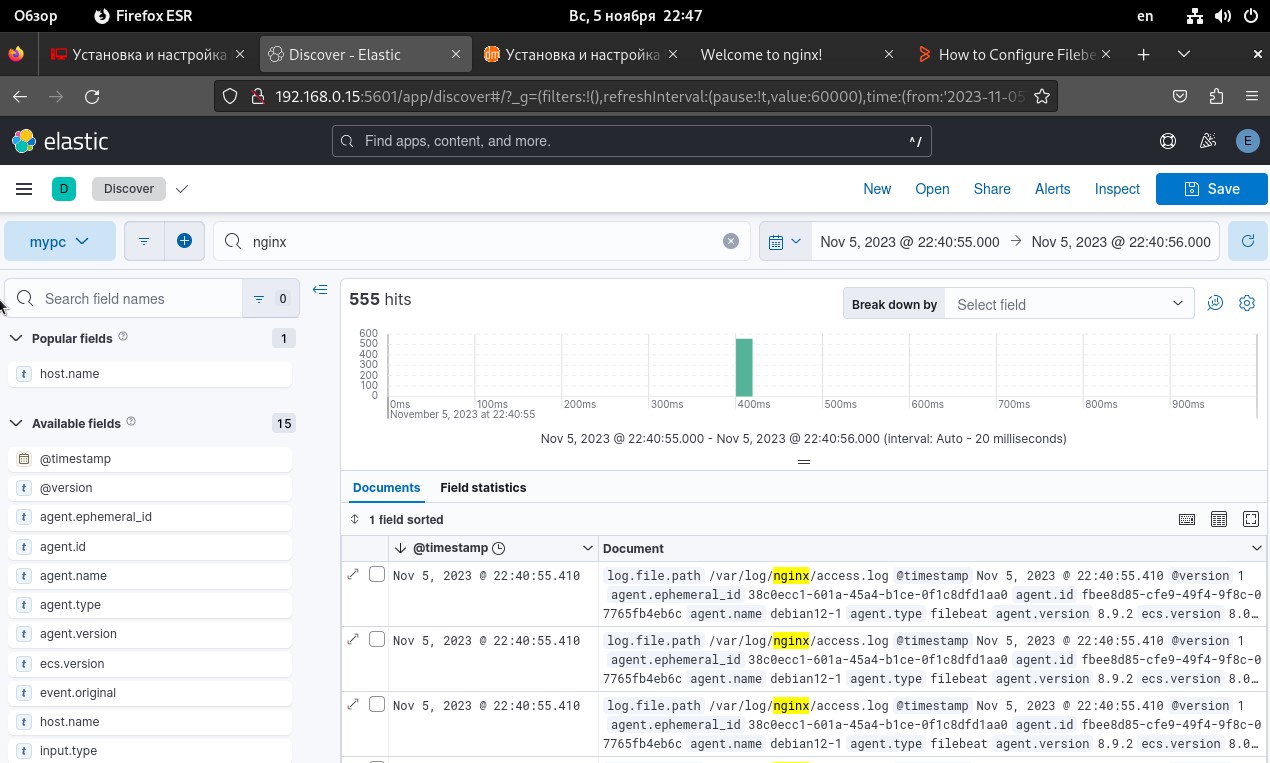 Обзор Firefox ESR Вс, 5 ноября 22:47 en
Установка и настройка Discover - Elastic Установка и настройка Welcome to nginx! How to Configure Filebe
192.168.0.15:5601/app/discover#/?_g=(filters:!(),refreshInterval:(pause:!t,value:60000),time:(from:'2023-11-05
elastic Find apps, content, and more. ^/ E
D Discover New Open Share Alerts Inspect Save
mypc nginx Nov 5, 2023 @ 22:40:55.000 → Nov 5, 2023 @ 22:40:56.000
Search field names 0
Popular fields 1
host.name
Available fields 15
@timestamp
@version
agent.ephemeral_id
agent.id
agent.name
agent.type
agent.version
ecs.version
event.original
host.name
input.type
555 hits Break down by Select field
600
500
400
300
200
100
0
0ms 100ms 200ms 300ms 400ms 500ms 600ms 700ms 800ms 900ms
November 5, 2023 at 22:40:55
Nov 5, 2023 @ 22:40:55.000 - Nov 5, 2023 @ 22:40:56.000 (interval: Auto - 20 milliseconds)
Documents Field statistics
1 field sorted
@timestamp Document
Nov 5, 2023 @ 22:40:55.410 log.file.path /var/log/nginx/access.log @timestamp Nov 5, 2023 @ 22:40:55.410 @version 1
agent.ephemeral_id 38c0ecc1-601a-45a4-b1ce-0f1c8dfd1aa0 agent.id fbee8d85-cfe9-49f4-9f8c-0
7765fb4eb6c agent.name debian12-1 agent.type filebeat agent.version 8.9.2 ecs.version 8.0…
Nov 5, 2023 @ 22:40:55.410 log.file.path /var/log/nginx/access.log @timestamp Nov 5, 2023 @ 22:40:55.410 @version 1
agent.ephemeral_id 38c0ecc1-601a-45a4-b1ce-0f1c8dfd1aa0 agent.id fbee8d85-cfe9-49f4-9f8c-0
7765fb4eb6c agent.name debian12-1 agent.type filebeat agent.version 8.9.2 ecs.version 8.0…
Nov 5, 2023 @ 22:40:55.410 log.file.path /var/log/nginx/access.log @timestamp Nov 5, 2023 @ 22:40:55.410 @version 1
agent.ephemeral_id 38c0ecc1-601a-45a4-b1ce-0f1c8dfd1aa0 agent.id fbee8d85-cfe9-49f4-9f8c-0
7765fb4eb6c agent.name debian12-1 agent.type filebeat agent.version 8.9.2 ecs.version 8.0…